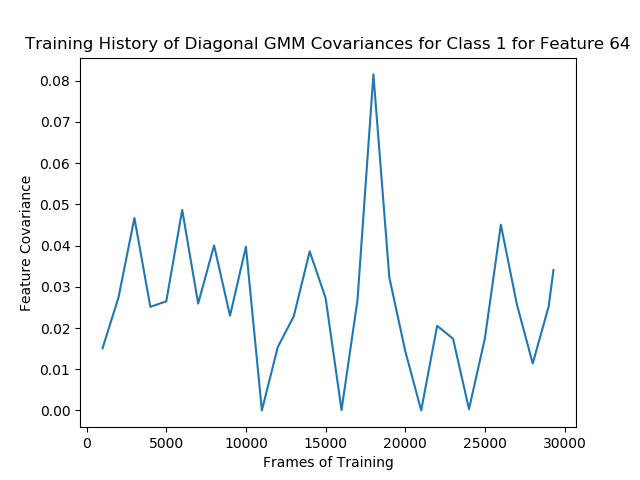 Training History of Diagonal GMM Covariances for Class 1 for Feature 64
0.08
0.07
0.06
0.05
0.04
0.03
0.02
0.01
0.00
Feature Covariance
0 5000 10000 15000 20000 25000 30000
Frames of Training